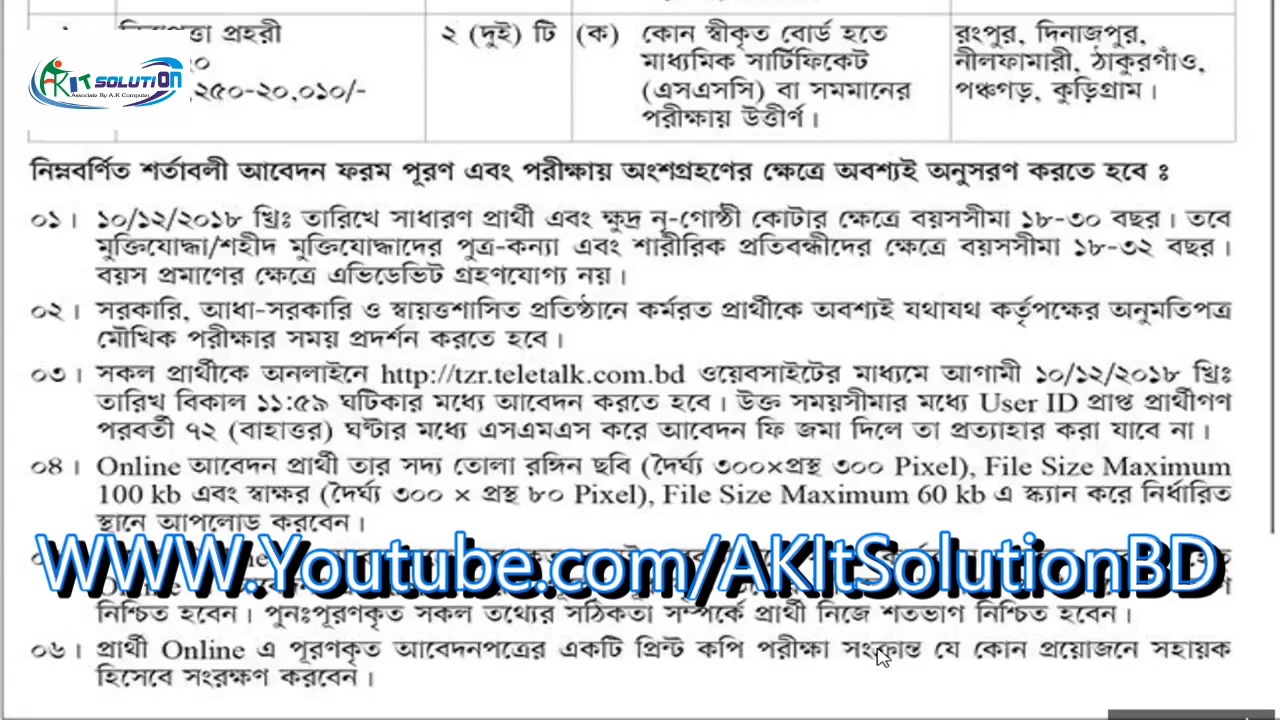 প্রহরী
২ (দুই) টি
(ক) কোন স্বীকৃত বোর্ড হতে
মাধ্যমিক সার্টিফিকেট
(এসএসসি) বা সমমানের
পরীক্ষায় উত্তীর্ণ।
রংপুর, দিনাজপুর,
নীলফামারী, ঠাকুরগাঁও,
পঞ্চগড়, কুড়িগ্রাম।
২৫০-২০,০১০/-
IT SOLUTION
Associate By A.K Computer
নিম্নবর্ণিত শর্তাবলী আবেদন ফরম পূরণ এবং পরীক্ষায় অংশগ্রহণের ক্ষেত্রে অবশ্যই অনুসরণ করতে হবে ঃ
০১। ১০/১২/২০১৮ খ্রিঃ তারিখে সাধারণ প্রার্থী এবং ক্ষুদ্র নৃ-গোষ্ঠী কোটার ক্ষেত্রে বয়সসীমা ১৮-৩০ বছর। তবে
মুক্তিযোদ্ধা/শহীদ মুক্তিযোদ্ধাদের পুত্র-কন্যা এবং শারীরিক প্রতিবন্ধীদের ক্ষেত্রে বয়সসীমা ১৮-৩২ বছর।
বয়স প্রমাণের ক্ষেত্রে এভিডেভিট গ্রহণযোগ্য নয়।
০২। সরকারি, আধা-সরকারি ও স্বায়ত্তশাসিত প্রতিষ্ঠানে কর্মরত প্রার্থীকে অবশ্যই যথাযথ কর্তৃপক্ষের অনুমতিপত্র
মৌখিক পরীক্ষার সময় প্রদর্শন করতে হবে।
০৩। সকল প্রার্থীকে অনলাইনে http://tzr.teletalk.com.bd ওয়েবসাইটের মাধ্যমে আগামী ১০/১২/২০১৮ খ্রিঃ
তারিখ বিকাল ১১:৫৯ ঘটিকার মধ্যে আবেদন করতে হবে। উক্ত সময়সীমার মধ্যে User ID প্রাপ্ত প্রার্থীগণ
পরবর্তী ৭২ (বাহাত্তর) ঘন্টার মধ্যে এসএমএস করে আবেদন ফি জমা দিলে তা প্রত্যাহার করা যাবে না।
০৪। Online আবেদন প্রার্থী তার সদ্য তোলা রঙ্গিন ছবি (দৈর্ঘ্য ৩০০×প্রস্থ ৩০০ Pixel), File Size Maximum
100 kb এবং স্বাক্ষর (দৈর্ঘ্য ৩০০ × প্রস্থ ৮০ Pixel), File Size Maximum 60 kb এ স্ক্যান করে নির্ধারিত
স্থানে আপলোড করবেন।
WWW.Youtube.com/AKItSolutionBD
নিশ্চিত হবেন। পুনঃপূরণকৃত সকল তথ্যের সঠিকতা সম্পর্কে প্রার্থী নিজে শতভাগ নিশ্চিত হবেন।
০৬। প্রার্থী Online এ পূরণকৃত আবেদনপত্রের একটি প্রিন্ট কপি পরীক্ষা সংক্রান্ত যে কোন প্রয়োজনে সহায়ক
হিসেবে সংরক্ষণ করবেন।